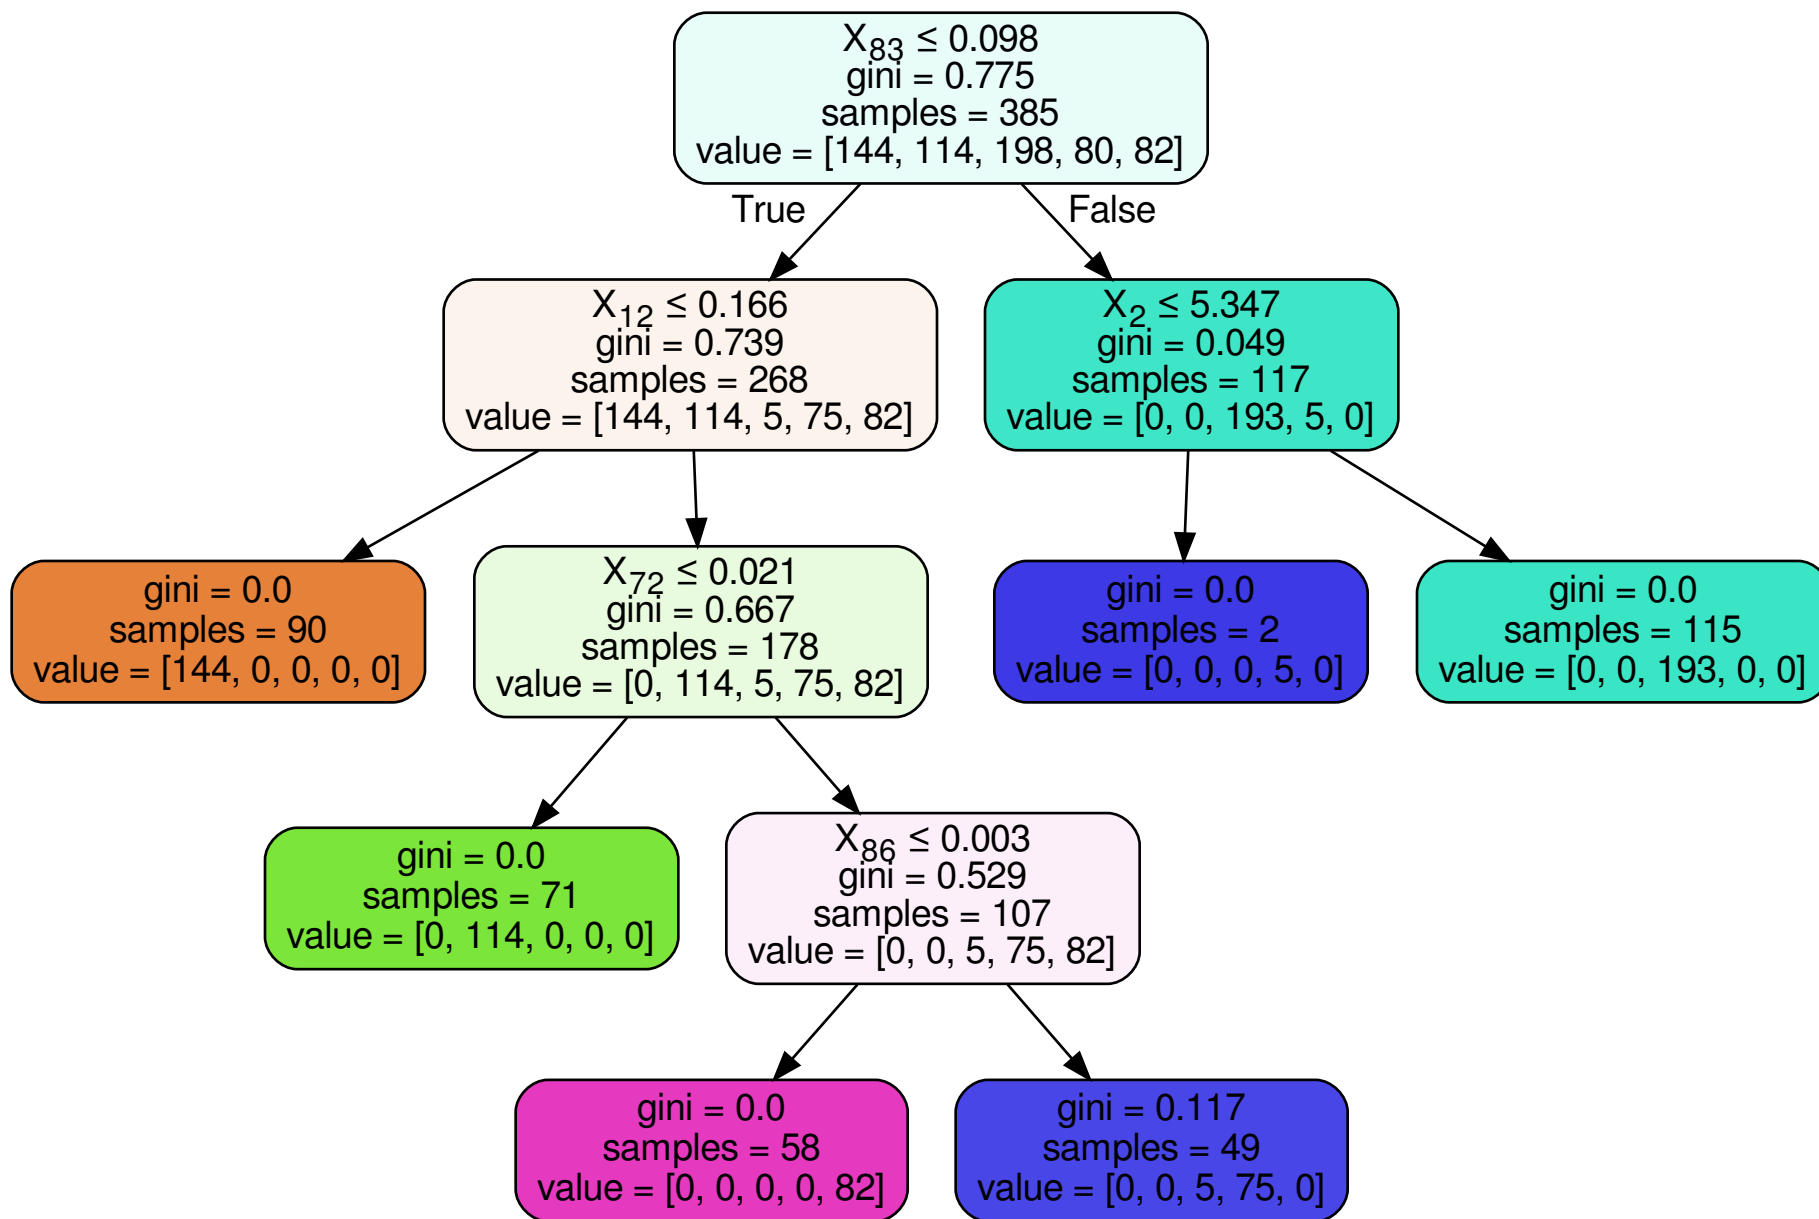 X83 ≤ 0.098
gini = 0.775
samples = 385
value = [144, 114, 198, 80, 82]
True
False
X12 ≤ 0.166
gini = 0.739
samples = 268
value = [144, 114, 5, 75, 82]
X2 ≤ 5.347
gini = 0.049
samples = 117
value = [0, 0, 193, 5, 0]
gini = 0.0
samples = 90
value = [144, 0, 0, 0, 0]
X72 ≤ 0.021
gini = 0.667
samples = 178
value = [0, 114, 5, 75, 82]
gini = 0.0
samples = 2
value = [0, 0, 0, 5, 0]
gini = 0.0
samples = 115
value = [0, 0, 193, 0, 0]
gini = 0.0
samples = 71
value = [0, 114, 0, 0, 0]
X86 ≤ 0.003
gini = 0.529
samples = 107
value = [0, 0, 5, 75, 82]
gini = 0.0
samples = 58
value = [0, 0, 0, 0, 82]
gini = 0.117
samples = 49
value = [0, 0, 5, 75, 0]